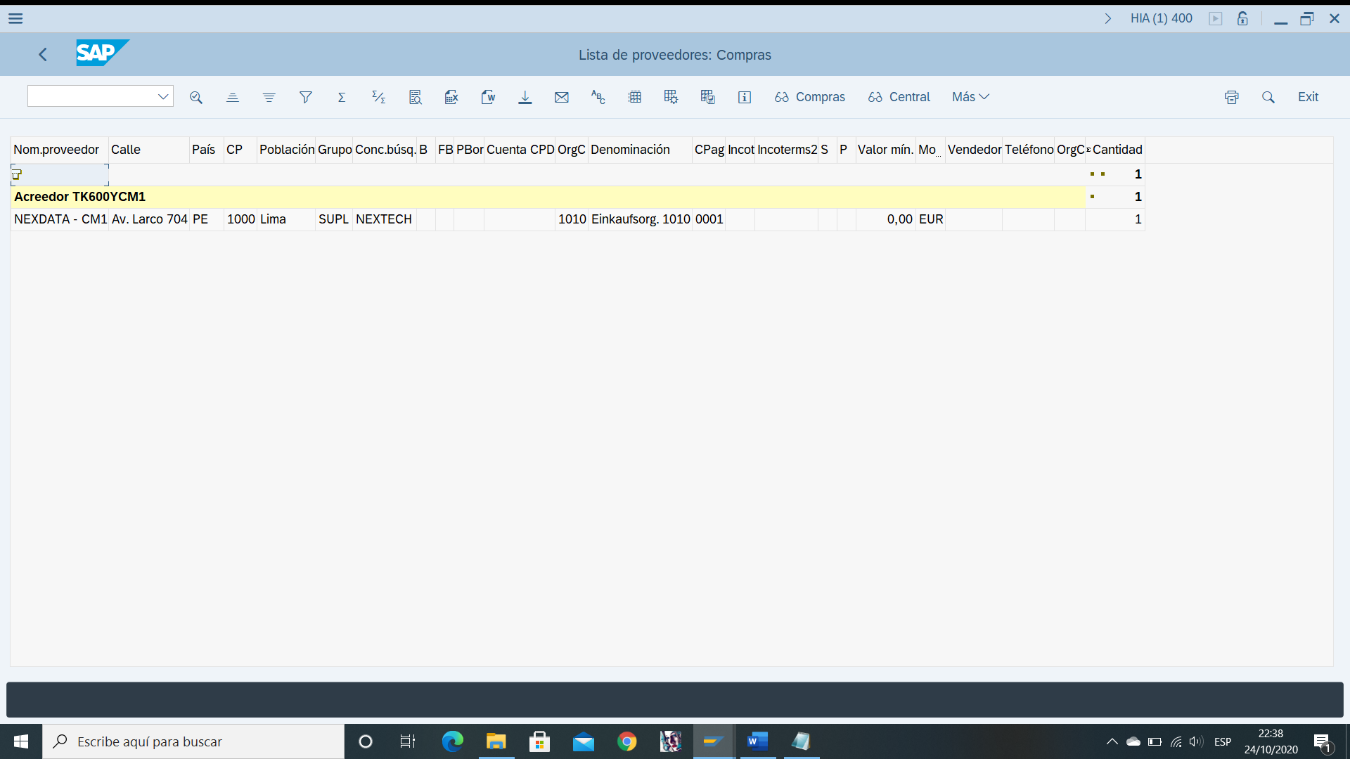 HIA (1) 400
SAP
Lista de proveedores: Compras
Compras Central Más Exit
Nom.proveedor Calle País CP Población Grupo Conc.búsq. B FB PBor Cuenta CPD OrgC Denominación CPag Incot Incoterms2 S P Valor mín. Mo_ Vendedor Teléfono OrgC Σ Cantidad
1
Acreedor TK600YCM1 1
NEXDATA - CM1 Av. Larco 704 PE 1000 Lima SUPL NEXTECH 1010 Einkaufsorg. 1010 0001 0,00 EUR 1
Escribe aquí para buscar
ESP
22:38
24/10/2020
1